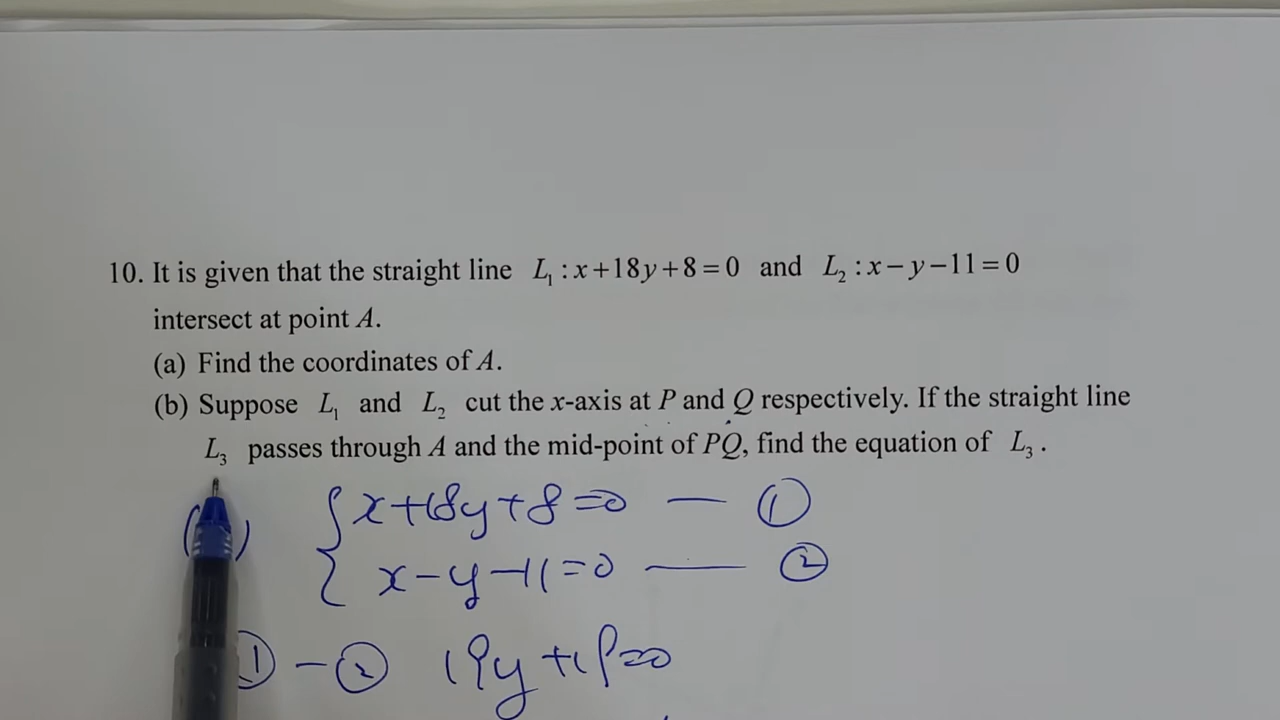 10. It is given that the straight line L₁ : x+18y+8=0 and L₂ : x−y−11=0
intersect at point A.
(a) Find the coordinates of A.
(b) Suppose L₁ and L₂ cut the x-axis at P and Q respectively. If the straight line
L₃ passes through A and the mid-point of PQ, find the equation of L₃ .
x+18y+8=0 — ①
x−y−11=0 — ②
① − ② 19y+19=0